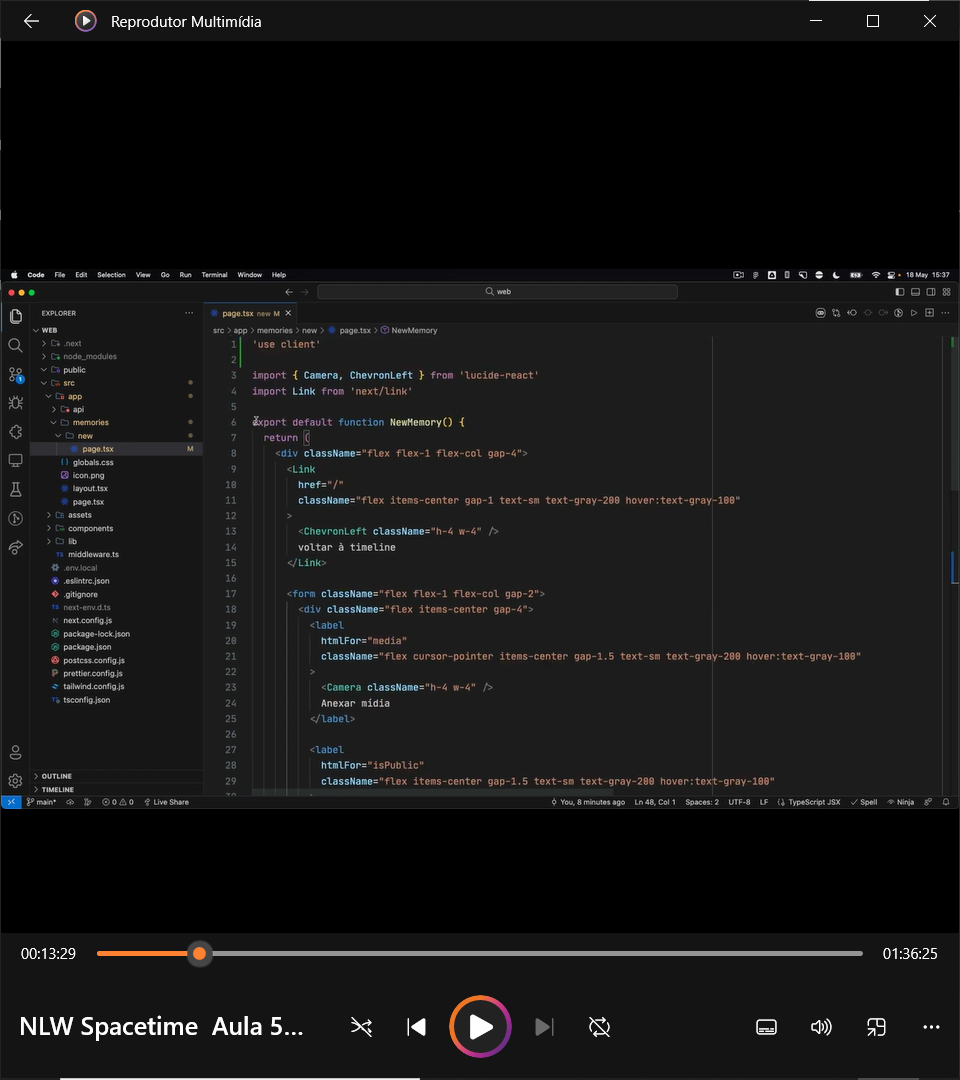 Reprodutor Multimídia
Code File Edit Selection View Go Run Terminal Window Help 18 May 15:37
web
EXPLORER
page.tsx new M
WEB
src > app > memories > new > page.tsx > NewMemory
.next
node_modules
public
src
app
api
memories
new
page.tsx M
globals.css
icon.png
layout.tsx
page.tsx
assets
components
lib
middleware.ts
.env.local
.eslintrc.json
.gitignore
next-env.d.ts
next.config.js
package-lock.json
package.json
postcss.config.js
prettier.config.js
tailwind.config.js
tsconfig.json
OUTLINE
TIMELINE
1 'use client'
2
3 import { Camera, ChevronLeft } from 'lucide-react'
4 import Link from 'next/link'
5
6 export default function NewMemory() {
7 return (
8 <div className="flex flex-1 flex-col gap-4">
9 <Link
10 href="/"
11 className="flex items-center gap-1 text-sm text-gray-200 hover:text-gray-100"
12 >
13 <ChevronLeft className="h-4 w-4" />
14 voltar à timeline
15 </Link>
16
17 <form className="flex flex-1 flex-col gap-2">
18 <div className="flex items-center gap-4">
19 <label
20 htmlFor="media"
21 className="flex cursor-pointer items-center gap-1.5 text-sm text-gray-200 hover:text-gray-100"
22 >
23 <Camera className="h-4 w-4" />
24 Anexar mídia
25 </label>
26
27 <label
28 htmlFor="isPublic"
29 className="flex items-center gap-1.5 text-sm text-gray-200 hover:text-gray-100"
main* 0 0 Live Share You, 8 minutes ago Ln 48, Col 1 Spaces: 2 UTF-8 LF TypeScript JSX Spell Ninja
00:13:29 01:36:25
NLW Spacetime Aula 5...